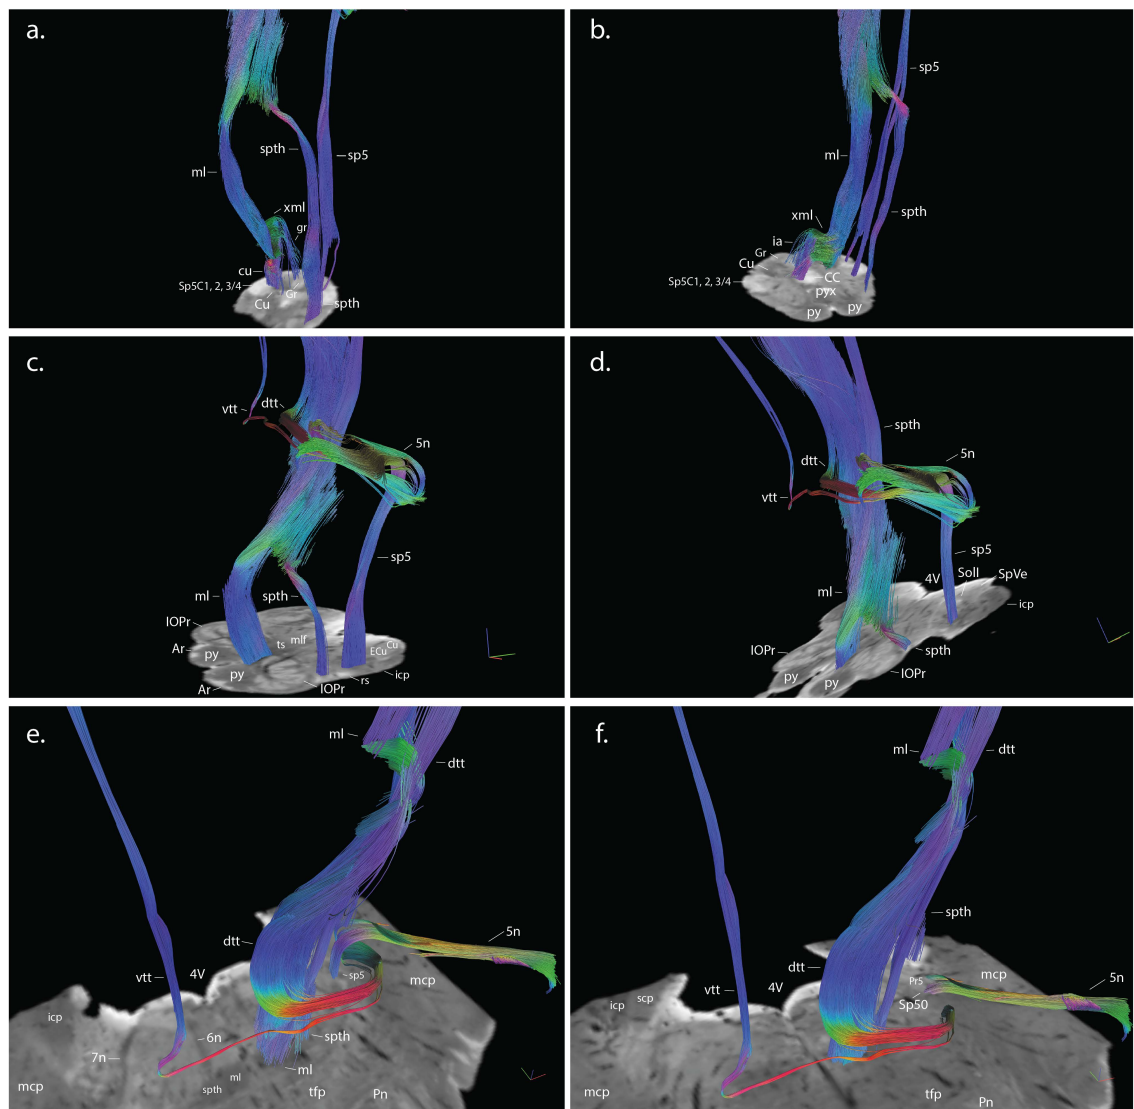 a.
spth
sp5
ml
xml
gr
cu
Sp5C1, 2, 3/4
Cu
Gr
spth
b.
sp5
ml
spth
xml
ia
Gr
Cu
Sp5C1, 2, 3/4
CC
pyx
py
py
c.
vtt
dtt
5n
sp5
spth
ml
IOPr
Ar
py
ts
mlf
ECu
Cu
py
icp
rs
IOPr
Ar
d.
spth
5n
dtt
vtt
sp5
4V
Soll
SpVe
ml
icp
IOPr
spth
IOPr
py
py
e.
ml
dtt
5n
dtt
4V
vtt
sp5
mcp
icp
6n
spth
7n
ml
ml
mcp
spth
tfp
Pn
f.
ml
dtt
spth
dtt
4V
vtt
Pr5
mcp
5n
icp
scp
Sp50
mcp
tfp
Pn